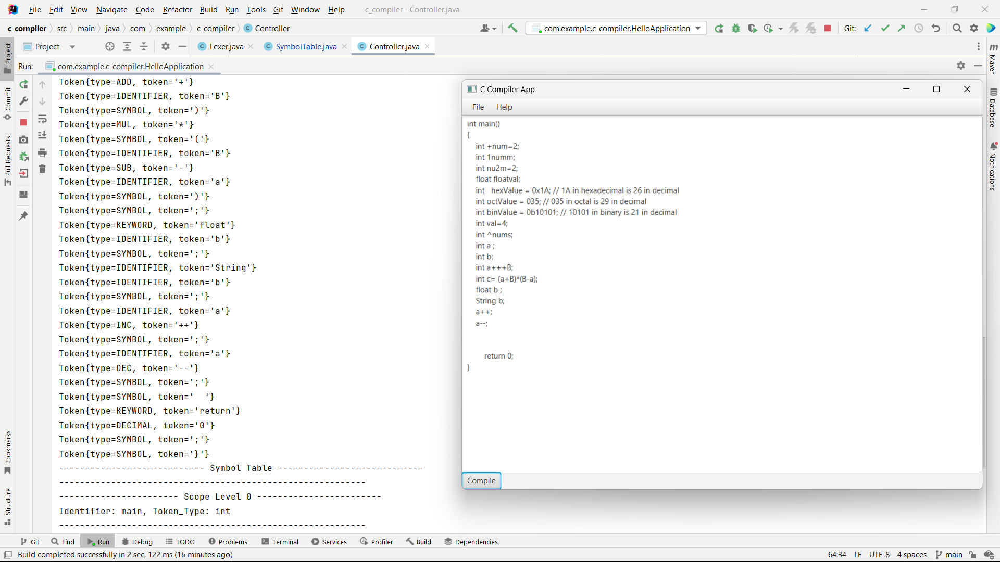 File Edit View Navigate Code Refactor Build Run Tools Git Window Help c_compiler - Controller.java
c_compiler src main java com example c_compiler Controller
com.example.c_compiler.HelloApplication Git:
Project Lexer.java SymbolTable.java Controller.java
Run: com.example.c_compiler.HelloApplication
Project
Commit
Pull Requests
Bookmarks
Structure
Token{type=ADD, token='+'}
Token{type=IDENTIFIER, token='B'}
Token{type=SYMBOL, token=')'}
Token{type=MUL, token='*'}
Token{type=SYMBOL, token='('}
Token{type=IDENTIFIER, token='B'}
Token{type=SUB, token='-'}
Token{type=IDENTIFIER, token='a'}
Token{type=SYMBOL, token=')'}
Token{type=SYMBOL, token=';'}
Token{type=KEYWORD, token='float'}
Token{type=IDENTIFIER, token='b'}
Token{type=SYMBOL, token=';'}
Token{type=IDENTIFIER, token='String'}
Token{type=IDENTIFIER, token='b'}
Token{type=SYMBOL, token=';'}
Token{type=IDENTIFIER, token='a'}
Token{type=INC, token='++'}
Token{type=SYMBOL, token=';'}
Token{type=IDENTIFIER, token='a'}
Token{type=DEC, token='--'}
Token{type=SYMBOL, token=';'}
Token{type=SYMBOL, token='  '}
Token{type=KEYWORD, token='return'}
Token{type=DECIMAL, token='0'}
Token{type=SYMBOL, token=';'}
Token{type=SYMBOL, token='}'}
---------------------------- Symbol Table ----------------------------
-----------------------------------------------------------
----------------------- Scope Level 0 ------------------------
Identifier: main, Token_Type: int
-----------------------------------------------------------
C Compiler App
File Help
int main()
{
int +num=2;
int 1numm;
int nu2m=2;
float floatval;
int   hexValue = 0x1A; // 1A in hexadecimal is 26 in decimal
int octValue = 035; // 035 in octal is 29 in decimal
int binValue = 0b10101; // 10101 in binary is 21 in decimal
int val=4;
int ^nums;
int a ;
int b;
int a+++B;
int c= (a+B)*(B-a);
float b ;
String b;
a++;
a--;
return 0;
}
Compile
Maven
Database
Notifications
Git Find Run Debug TODO Problems Terminal Services Profiler Build Dependencies
Build completed successfully in 2 sec, 122 ms (16 minutes ago) 64:34 LF UTF-8 4 spaces main